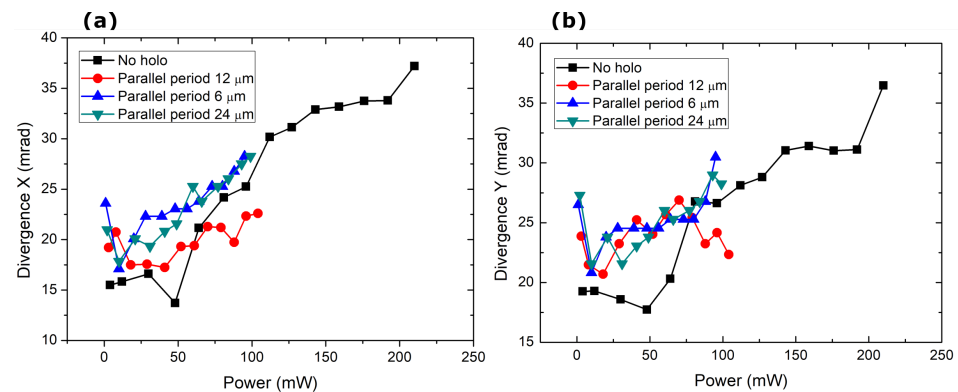 (a)
(b)
40
35
30
25
20
15
10
Divergence X (mrad)
No holo
Parallel period 12 μm
Parallel period 6 μm
Parallel period 24 μm
0
50
100
150
200
250
Power (mW)
40
35
30
25
20
15
Divergence Y (mrad)
No holo
Parallel period 12 μm
Parallel period 6 μm
Parallel period 24 μm
0
50
100
150
200
250
Power (mW)